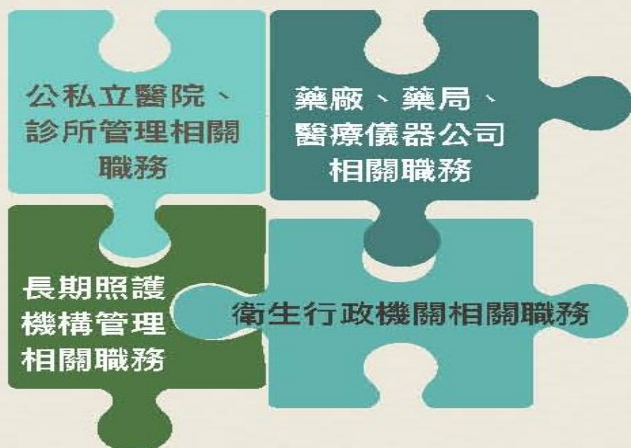 公私立醫院、
診所管理相關
職務
藥廠、藥局、
醫療儀器公司
相關職務
長期照護
機構管理
相關職務
衛生行政機關相關職務